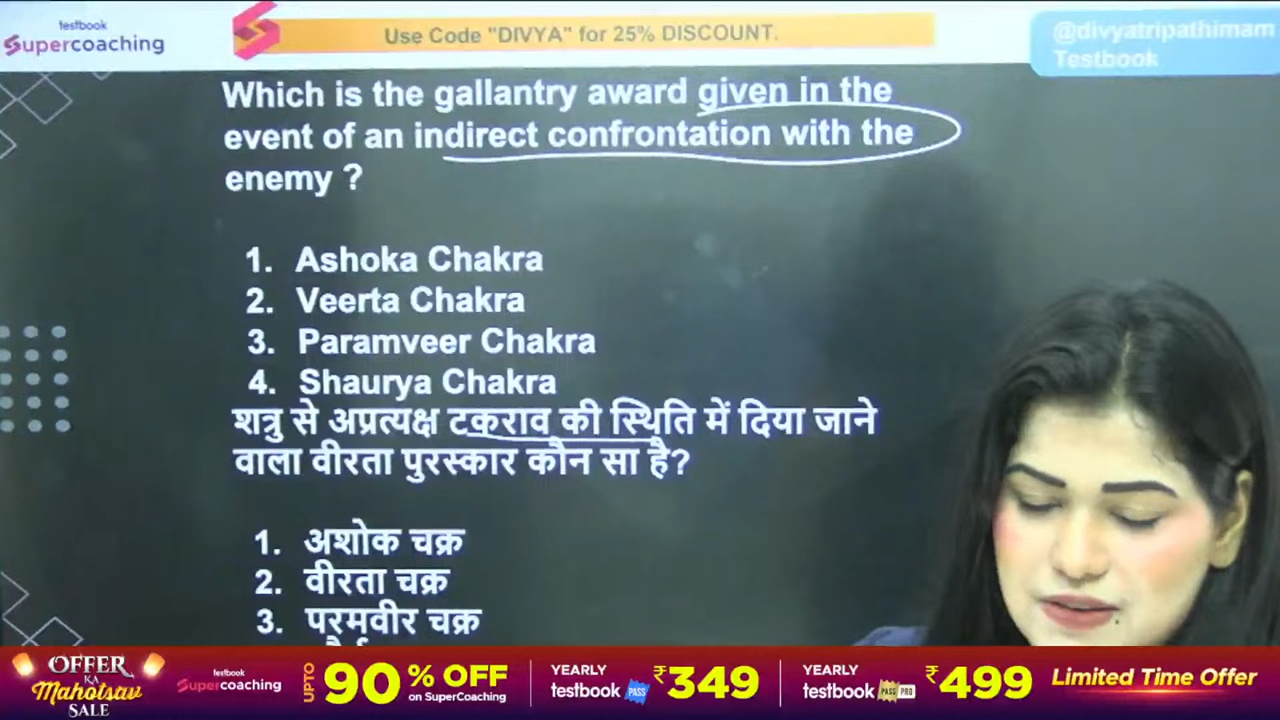 testbook
Supercoaching
Use Code "DIVYA" for 25% DISCOUNT.
@divyatripathimam
Testbook
Which is the gallantry award given in the
event of an indirect confrontation with the
enemy ?
1. Ashoka Chakra
2. Veerta Chakra
3. Paramveer Chakra
4. Shaurya Chakra
शत्रु से अप्रत्यक्ष टकराव की स्थिति में दिया जाने
वाला वीरता पुरस्कार कौन सा है?
1. अशोक चक्र
2. वीरता चक्र
3. परमवीर चक्र
OFFER
KA
Mahotsav
SALE
testbook
Supercoaching
UPTO 90% OFF
on SuperCoaching
YEARLY
testbook PASS
₹349
YEARLY
testbook PASS PRO
₹499
Limited Time Offer